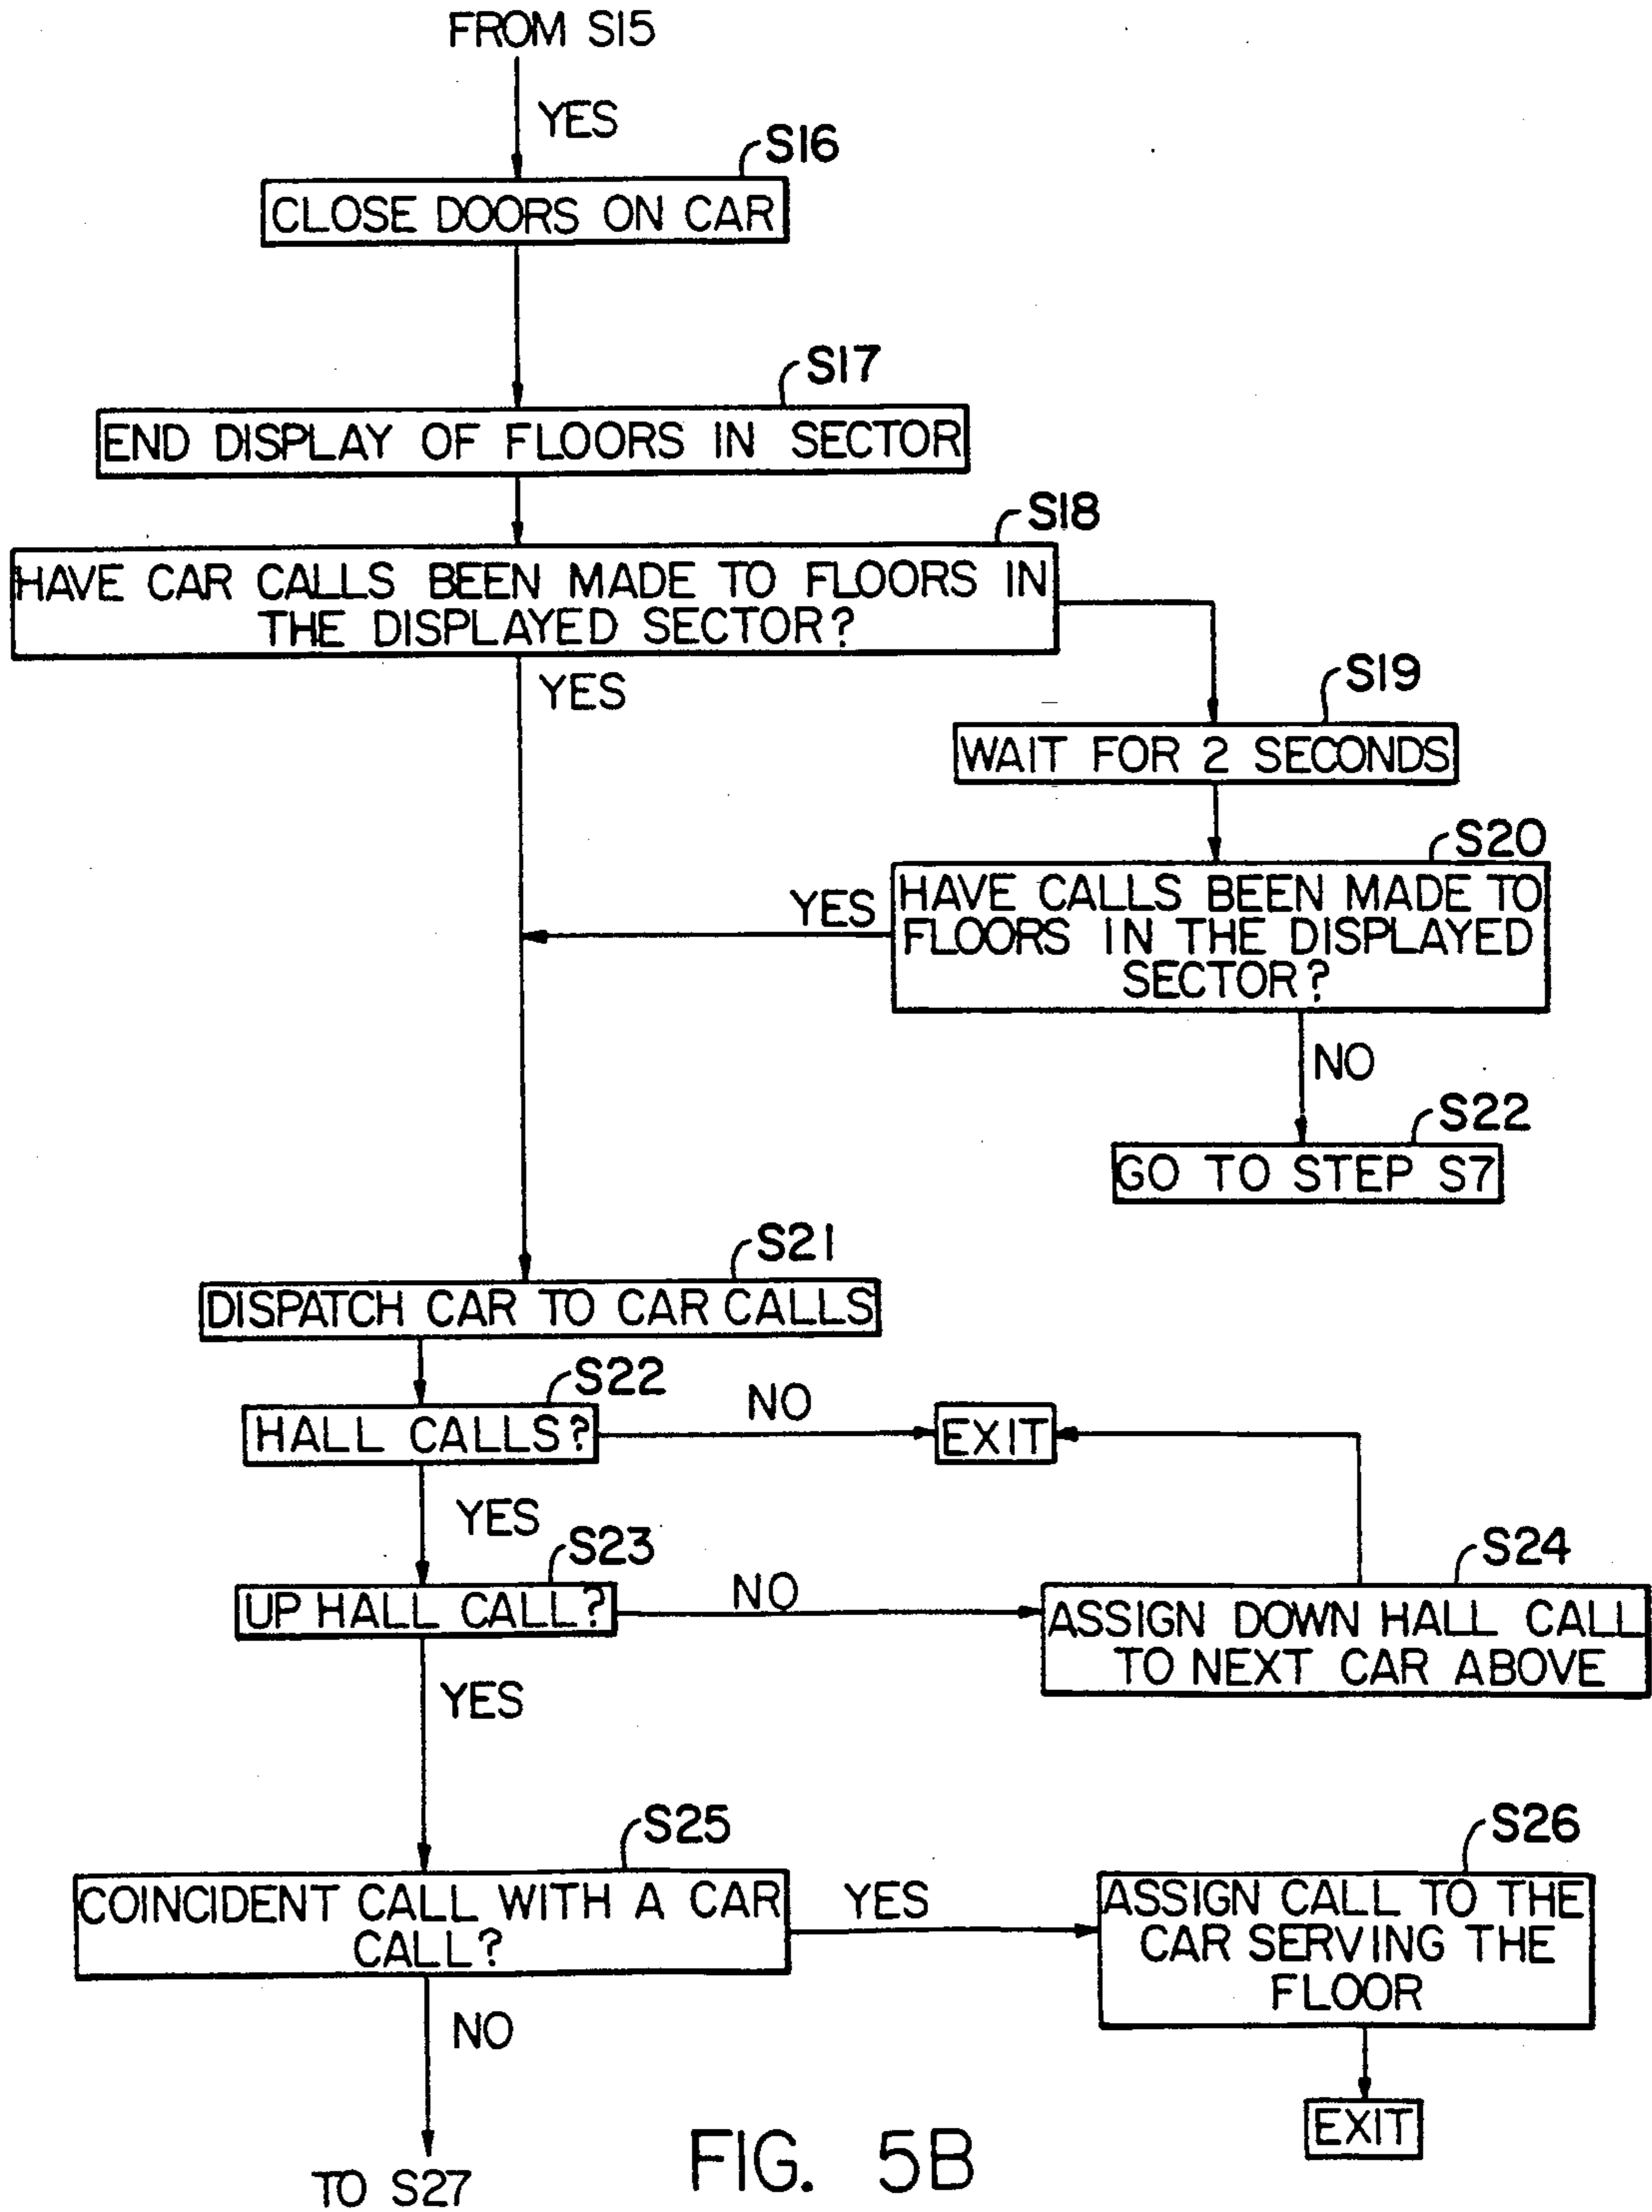 FROM S15
YES
S16
CLOSE DOORS ON CAR
S17
END DISPLAY OF FLOORS IN SECTOR
S18
HAVE CAR CALLS BEEN MADE TO FLOORS IN
THE DISPLAYED SECTOR?
YES
S19
WAIT FOR 2 SECONDS
S20
YES
HAVE CALLS BEEN MADE TO
FLOORS IN THE DISPLAYED
SECTOR?
NO
S22
GO TO STEP S7
S21
DISPATCH CAR TO CAR CALLS
S22
HALL CALLS?
NO
EXIT
YES
S23
UP HALL CALL?
NO
S24
ASSIGN DOWN HALL CALL
TO NEXT CAR ABOVE
YES
S25
COINCIDENT CALL WITH A CAR
CALL?
YES
S26
ASSIGN CALL TO THE
CAR SERVING THE
FLOOR
NO
EXIT
TO S27
FIG. 5B